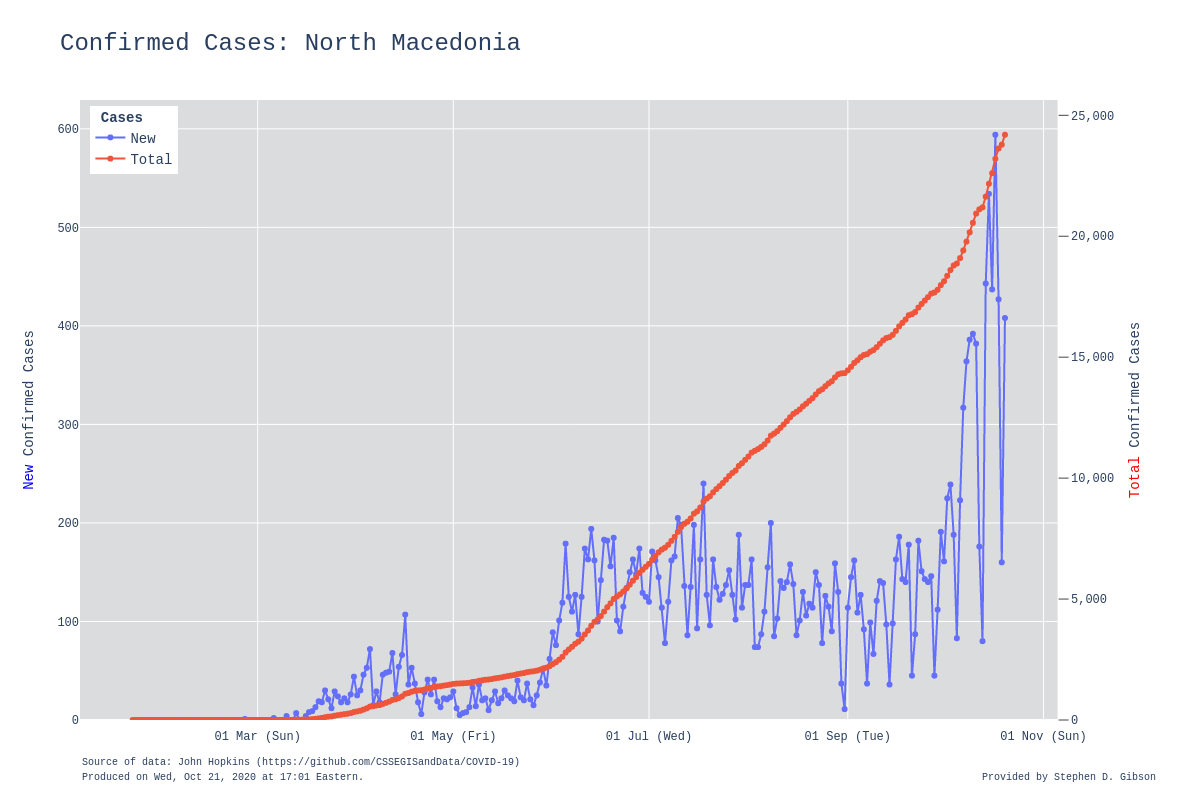 Confirmed Cases: North Macedonia
Cases
New
Total
600
500
400
300
200
100
0
25,000
20,000
15,000
10,000
5,000
0
New Confirmed Cases
Total Confirmed Cases
01 Mar (Sun)
01 May (Fri)
01 Jul (Wed)
01 Sep (Tue)
01 Nov (Sun)
Source of data: John Hopkins (https://github.com/CSSEGISandData/COVID-19)
Produced on Wed, Oct 21, 2020 at 17:01 Eastern.
Provided by Stephen D. Gibson